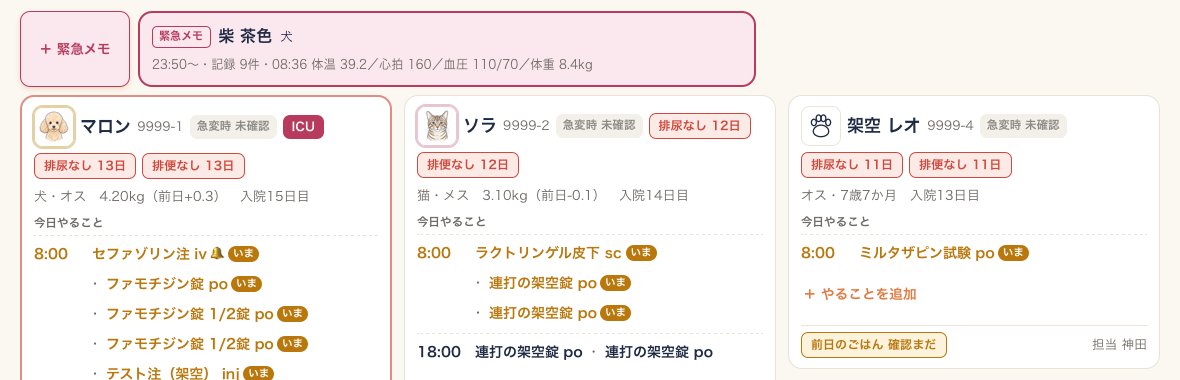 + 緊急メモ
緊急メモ 柴 茶色 犬
23:50〜・記録 9件・08:36 体温 39.2／心拍 160／血圧 110/70／体重 8.4kg
マロン 9999-1 急変時 未確認 ICU
排尿なし 13日 排便なし 13日
犬・オス 4.20kg（前日+0.3） 入院15日目
今日やること
8:00 セファゾリン注 iv いま
・ ファモチジン錠 po いま
・ ファモチジン錠 1/2錠 po いま
・ ファモチジン錠 1/2錠 po いま
・ テスト注（架空） inj いま
ソラ 9999-2 急変時 未確認 排尿なし 12日
排便なし 12日
猫・メス 3.10kg（前日-0.1） 入院14日目
今日やること
8:00 ラクトリンゲル皮下 sc いま
・ 連打の架空錠 po いま
・ 連打の架空錠 po いま
18:00 連打の架空錠 po ・ 連打の架空錠 po
架空 レオ 9999-4 急変時 未確認
排尿なし 11日 排便なし 11日
オス・7歳7か月 入院13日目
今日やること
8:00 ミルタザピン試験 po いま
+ やることを追加
前日のごはん 確認まだ 担当 神田